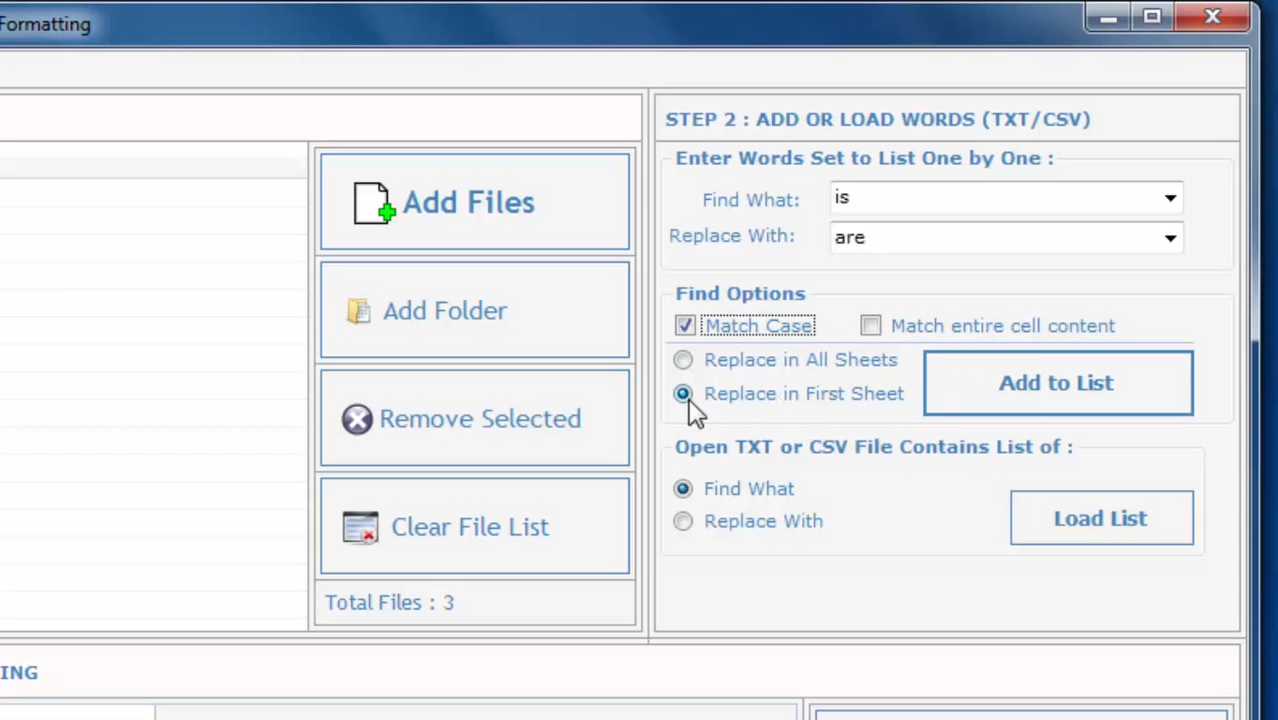 Formatting
STEP 2 : ADD OR LOAD WORDS (TXT/CSV)
Enter Words Set to List One by One :
Find What: is
Replace With: are
Find Options
Match Case Match entire cell content
Replace in All Sheets
Replace in First Sheet
Add to List
Open TXT or CSV File Contains List of :
Find What
Replace With
Load List
Add Files
Add Folder
Remove Selected
Clear File List
Total Files : 3
ING